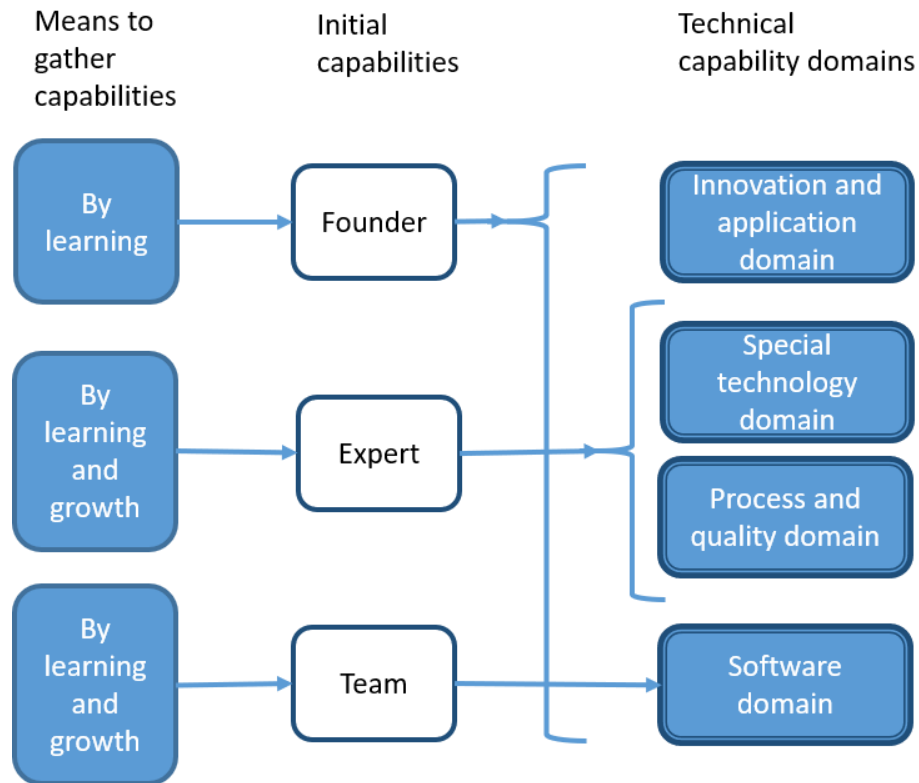 Means to
gather
capabilities
Initial
capabilities
Technical
capability domains
By
learning
Founder
Innovation and
application
domain
By
learning
and
growth
Expert
Special
technology
domain
Process and
quality domain
By
learning
and
growth
Team
Software
domain